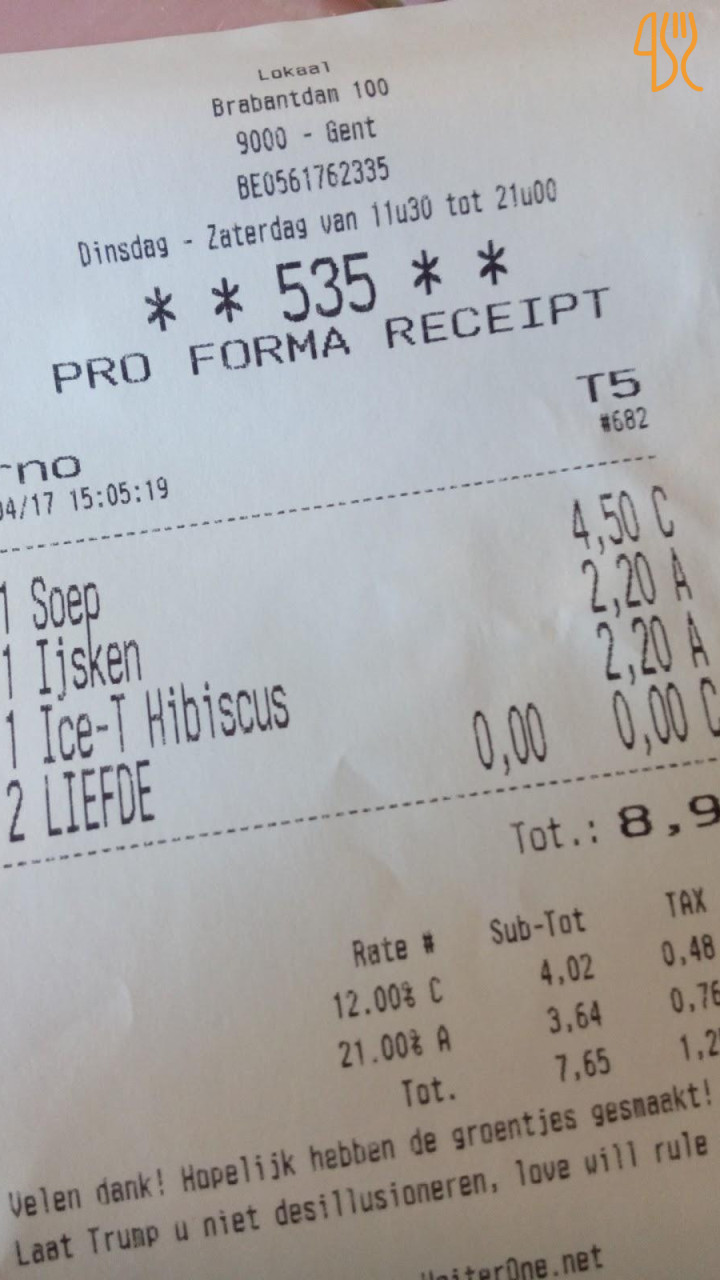 Lokaal
Brabantdam 100
9000 - Gent
BE0561762335
Dinsdag - Zaterdag van 11u30 tot 21u00
* * 535 * *
PRO FORMA RECEIPT
T5
rno #682
04/17 15:05:19
1 Soep 4,50 C
1 Ijsken 2,20 A
1 Ice-T Hibiscus 2,20 A
2 LIEFDE 0,00 0,00 C
Tot.: 8,9
Rate # Sub-Tot TAX
12.00% C 4,02 0,48
21.00% A 3,64 0,76
Tot. 7,65 1,2
Velen dank! Hopelijk hebben de groentjes gesmaakt!
Laat Trump u niet desillusioneren, love will rule